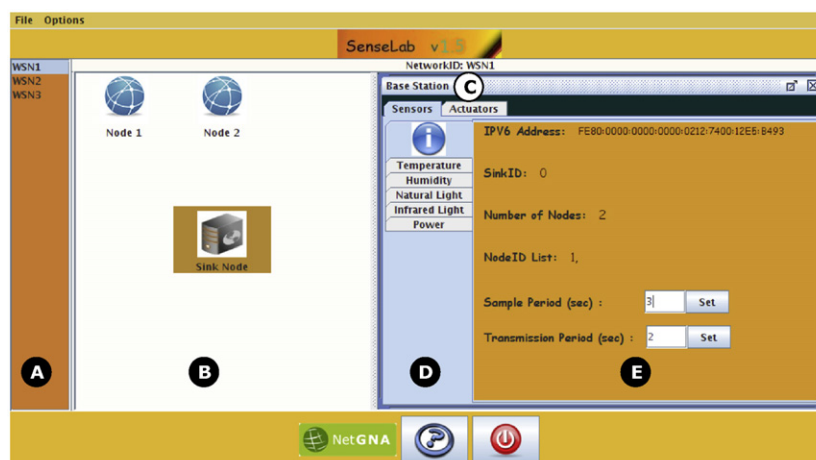 File Options
SenseLab v1.3
WSN1
WSN2
WSN3
NetworkID: WSN1
Node 1
Node 2
Sink Node
Base Station
C
Sensors
Actuators
Temperature
Humidity
Natural Light
Infrared Light
Power
IPV6 Address: FE80:0000:0000:0000:0212:7400:12E5:B493
SinkID: 0
Number of Nodes: 2
NodeID List: 1,
Sample Period (sec) : 3 Set
Transmission Period (sec) : 2 Set
A
B
D
E
NetGNA